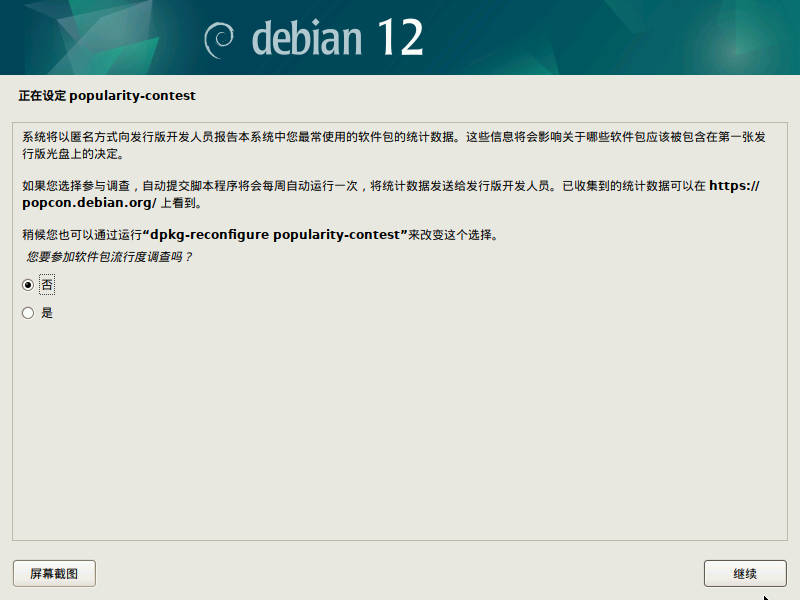 debian 12
正在设定 popularity-contest
系统将以匿名方式向发行版开发人员报告本系统中您最常使用的软件包的统计数据。这些信息将会影响关于哪些软件包应该被包含在第一张发
行版光盘上的决定。
如果您选择参与调查，自动提交脚本程序将会每周自动运行一次，将统计数据发送给发行版开发人员。已收集到的统计数据可以在 https://
popcon.debian.org/ 上看到。
稍候您也可以通过运行“dpkg-reconfigure popularity-contest”来改变这个选择。
您要参加软件包流行度调查吗？
否
是
屏幕截图
继续